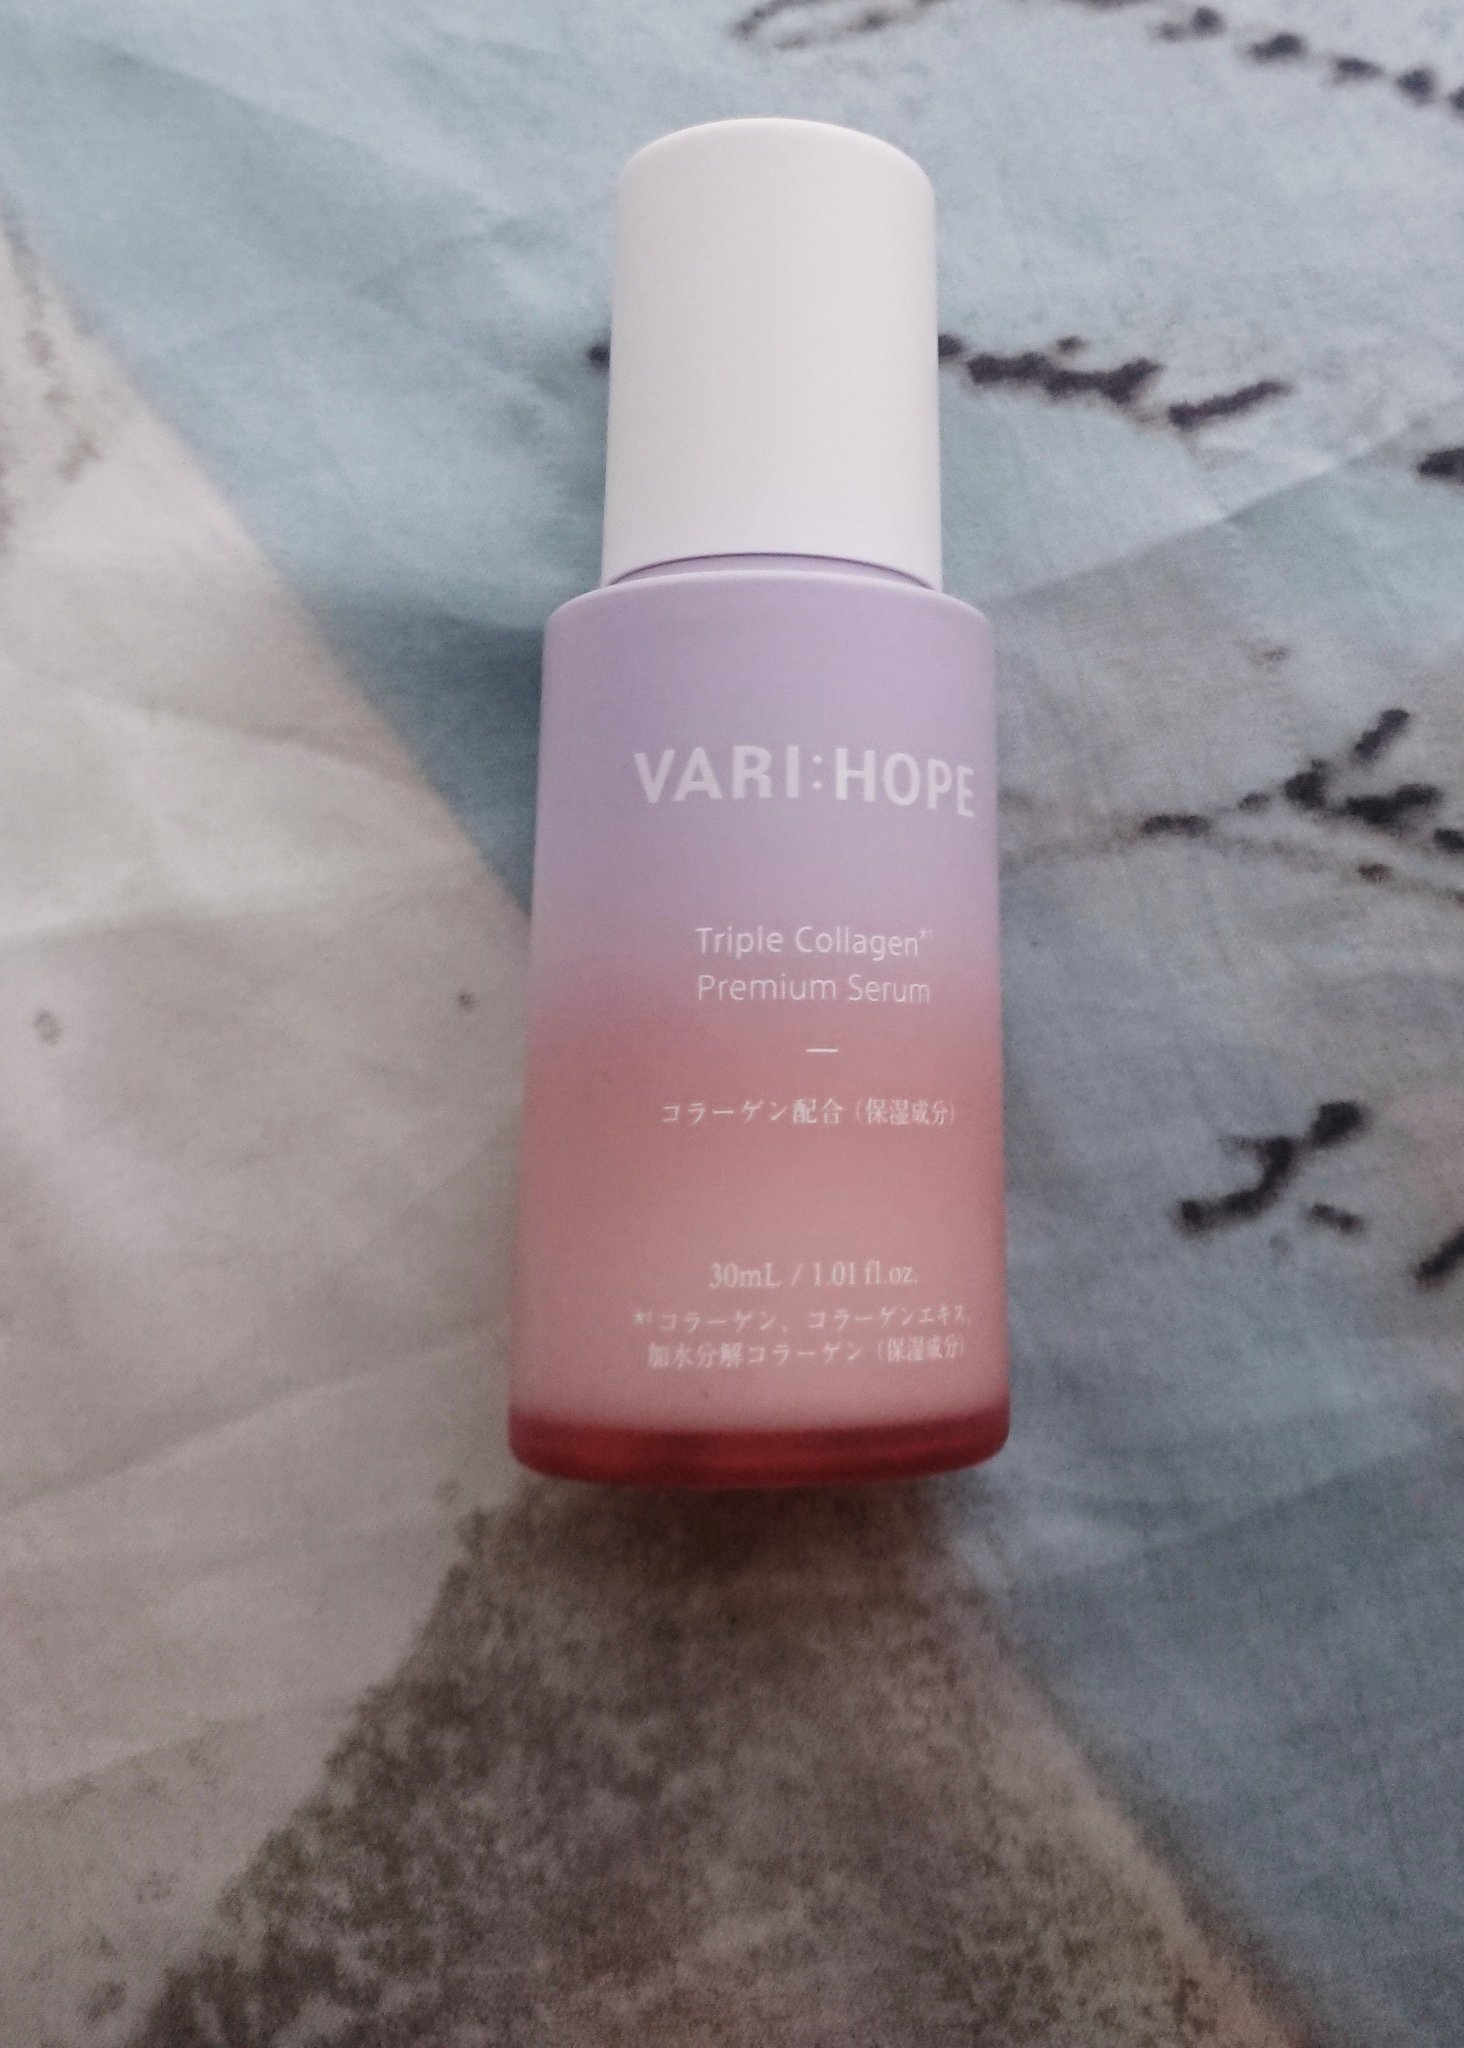 VARI:HOPE
Triple Collagen*1
Premium Serum
コラーゲン配合（保湿成分）
30mL / 1.01 fl.oz.
*1 コラーゲン、コラーゲンエキス、
加水分解コラーゲン（保湿成分）